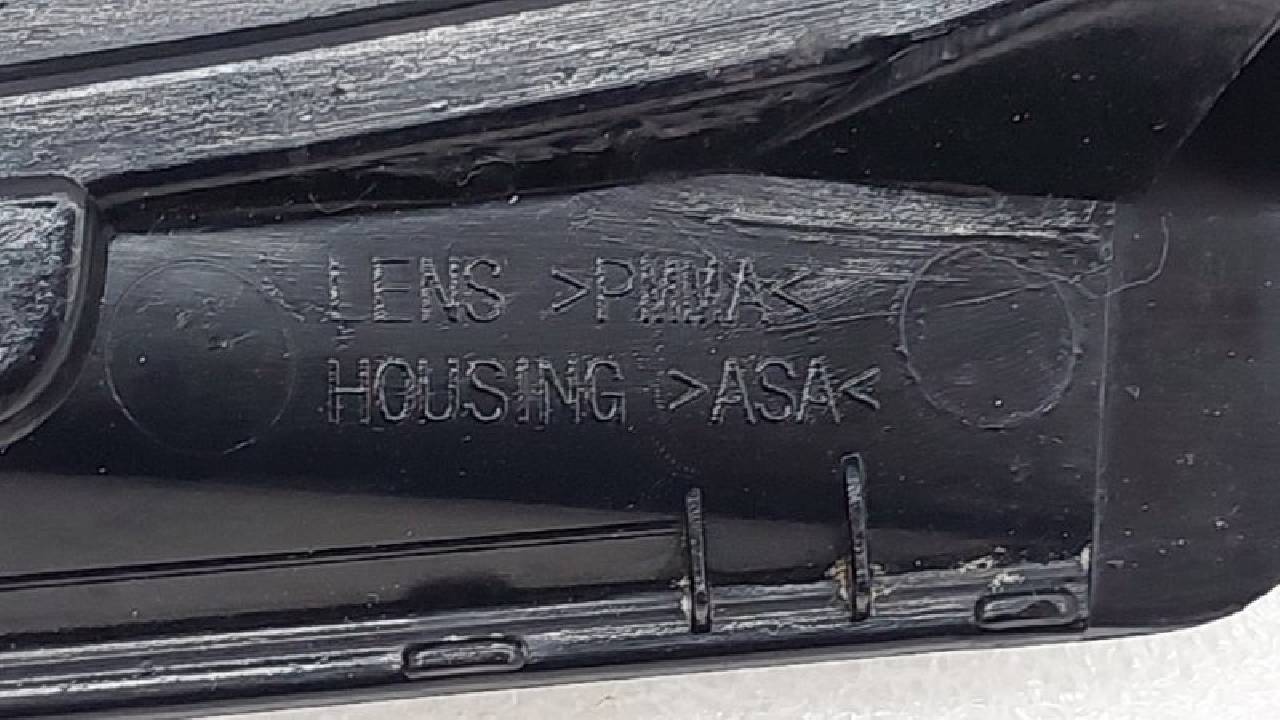 LENS >PMMA<
HOUSING >ASA<